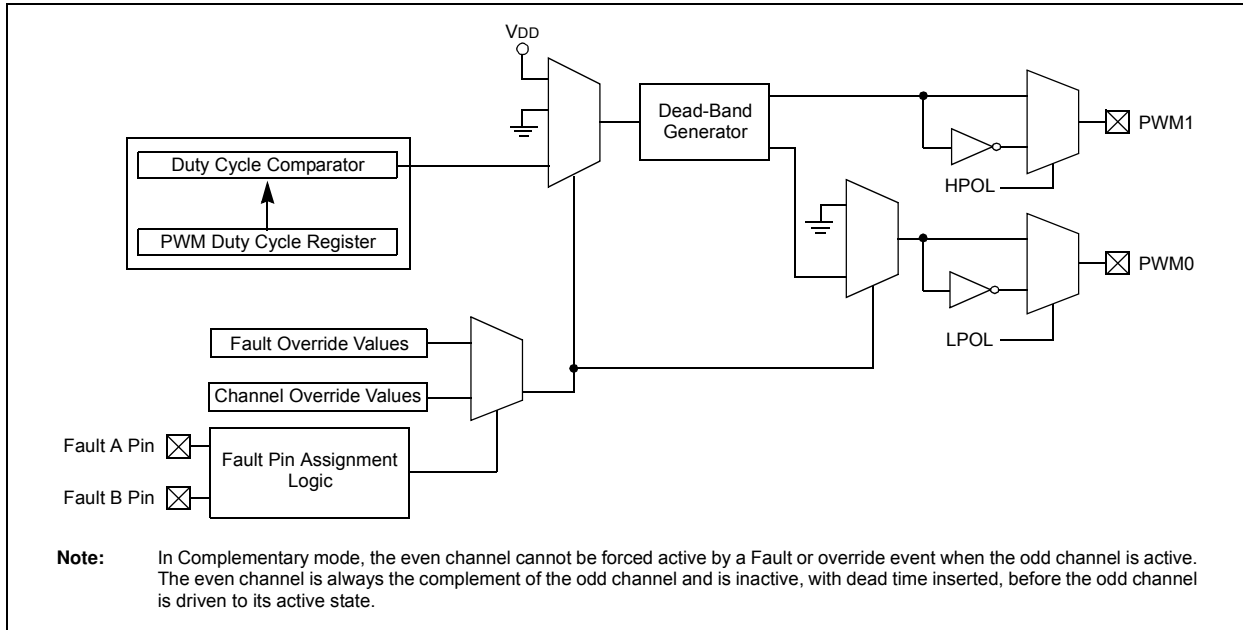 VDD
Dead-Band
Generator
PWM1
Duty Cycle Comparator
HPOL
PWM Duty Cycle Register
PWM0
Fault Override Values
LPOL
Channel Override Values
Fault A Pin
Fault Pin Assignment
Logic
Fault B Pin
Note: In Complementary mode, the even channel cannot be forced active by a Fault or override event when the odd channel is active.
The even channel is always the complement of the odd channel and is inactive, with dead time inserted, before the odd channel
is driven to its active state.